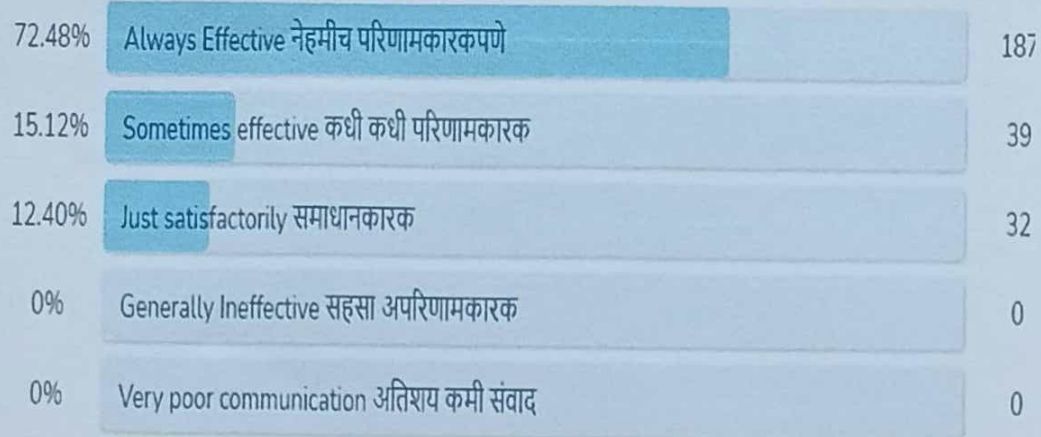 72.48% Always Effective नेहमीच परिणामकारकपणे 187
15.12% Sometimes effective कधी कधी परिणामकारक 39
12.40% Just satisfactorily समाधानकारक 32
0% Generally Ineffective सहसा अपरिणामकारक 0
0% Very poor communication अतिशय कमी संवाद 0